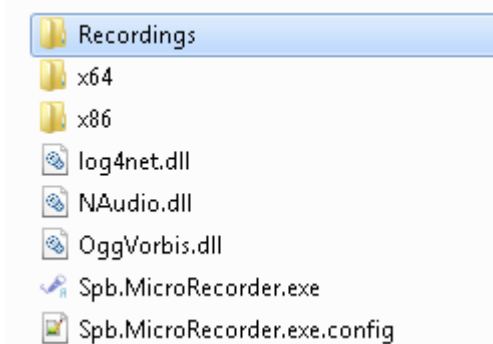 Recordings
x64
x86
log4net.dll
NAudio.dll
OggVorbis.dll
Spb.MicroRecorder.exe
Spb.MicroRecorder.exe.config